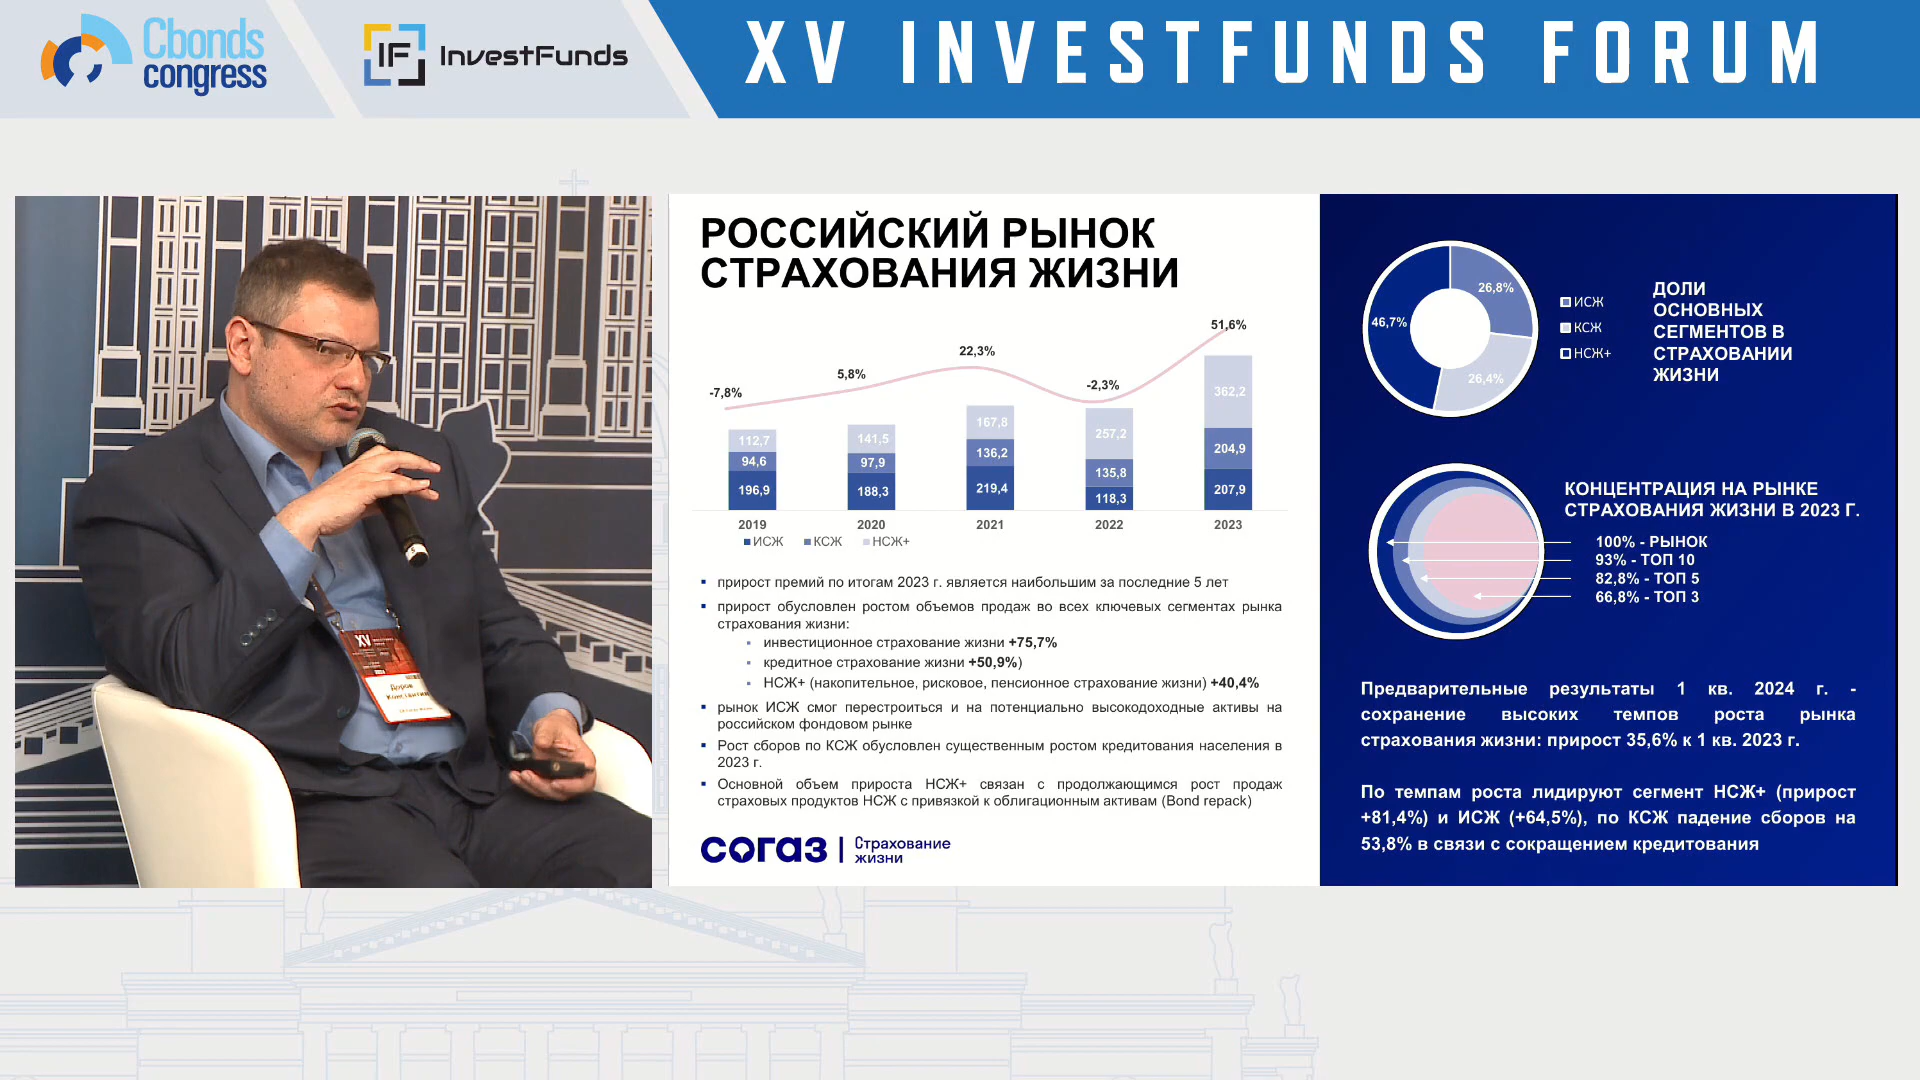 Cbonds
congress
IF InvestFunds
XV INVESTFUNDS FORUM
XV
РОССИЙСКИЙ РЫНОК
СТРАХОВАНИЯ ЖИЗНИ
-7,8%
5,8%
22,3%
-2,3%
51,6%
112,7
94,6
196,9
141,5
97,9
188,3
167,8
136,2
219,4
257,2
135,8
118,3
362,2
204,9
207,9
2019 2020 2021 2022 2023
ИСЖ КСЖ НСЖ+
прирост премий по итогам 2023 г. является наибольшим за последние 5 лет
прирост обусловлен ростом объемов продаж во всех ключевых сегментах рынка
страхования жизни:
инвестиционное страхование жизни +75,7%
кредитное страхование жизни +50,9%)
НСЖ+ (накопительное, рисковое, пенсионное страхование жизни) +40,4%
рынок ИСЖ смог перестроиться и на потенциально высокодоходные активы на
российском фондовом рынке
Рост сборов по КСЖ обусловлен существенным ростом кредитования населения в
2023 г.
Основной объем прироста НСЖ+ связан с продолжающимся рост продаж
страховых продуктов НСЖ с привязкой к облигационным активам (Bond repack)
согаз | Страхование
жизни
26,8%
46,7%
26,4%
ИСЖ
КСЖ
НСЖ+
ДОЛИ
ОСНОВНЫХ
СЕГМЕНТОВ В
СТРАХОВАНИИ
ЖИЗНИ
КОНЦЕНТРАЦИЯ НА РЫНКЕ
СТРАХОВАНИЯ ЖИЗНИ В 2023 Г.
100% - РЫНОК
93% - ТОП 10
82,8% - ТОП 5
66,8% - ТОП 3
Предварительные результаты 1 кв. 2024 г. -
сохранение высоких темпов роста рынка
страхования жизни: прирост 35,6% к 1 кв. 2023 г.
По темпам роста лидируют сегмент НСЖ+ (прирост
+81,4%) и ИСЖ (+64,5%), по КСЖ падение сборов на
53,8% в связи с сокращением кредитования